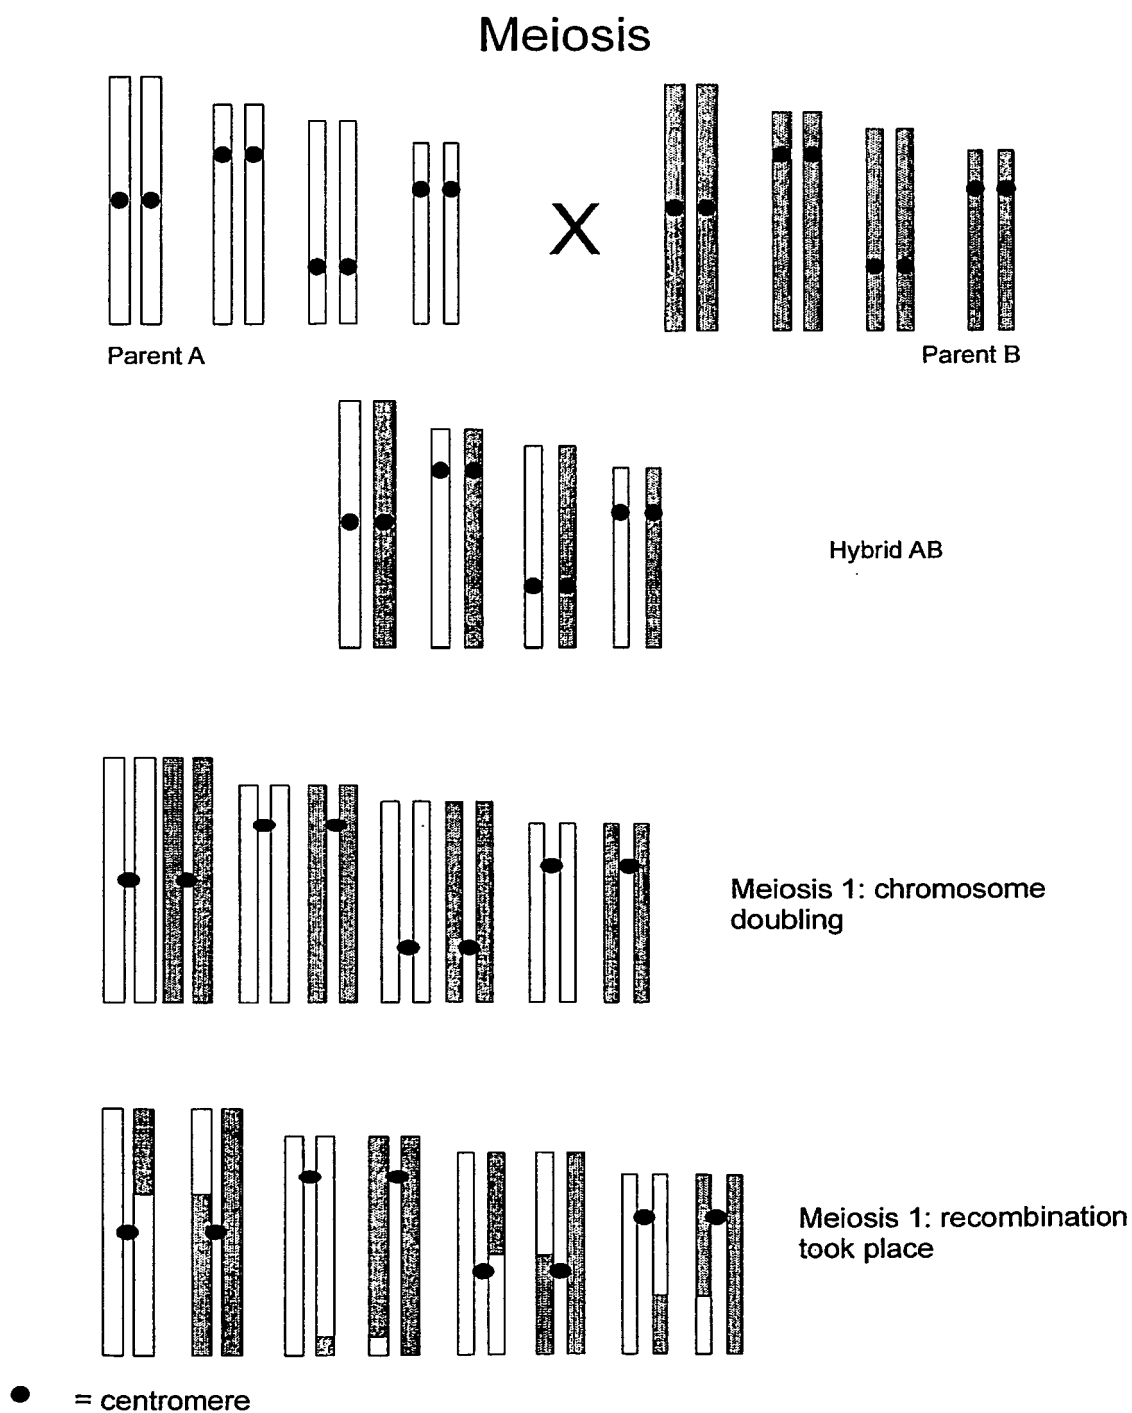 Meiosis
X
Parent A
Parent B
Hybrid AB
Meiosis 1: chromosome
doubling
Meiosis 1: recombination
took place
= centromere